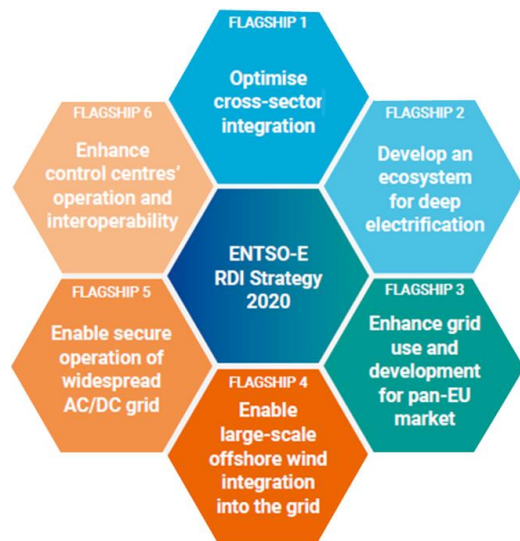 FLAGSHIP 1
Optimise
cross-sector
integration
FLAGSHIP 2
Develop an
ecosystem
for deep
electrification
FLAGSHIP 3
Enhance grid
use and
development
for pan-EU
market
FLAGSHIP 4
Enable
large-scale
offshore wind
integration
into the grid
FLAGSHIP 5
Enable secure
operation of
widespread
AC/DC grid
FLAGSHIP 6
Enhance
control centres’
operation and
interoperability
ENTSO-E
RDI Strategy
2020